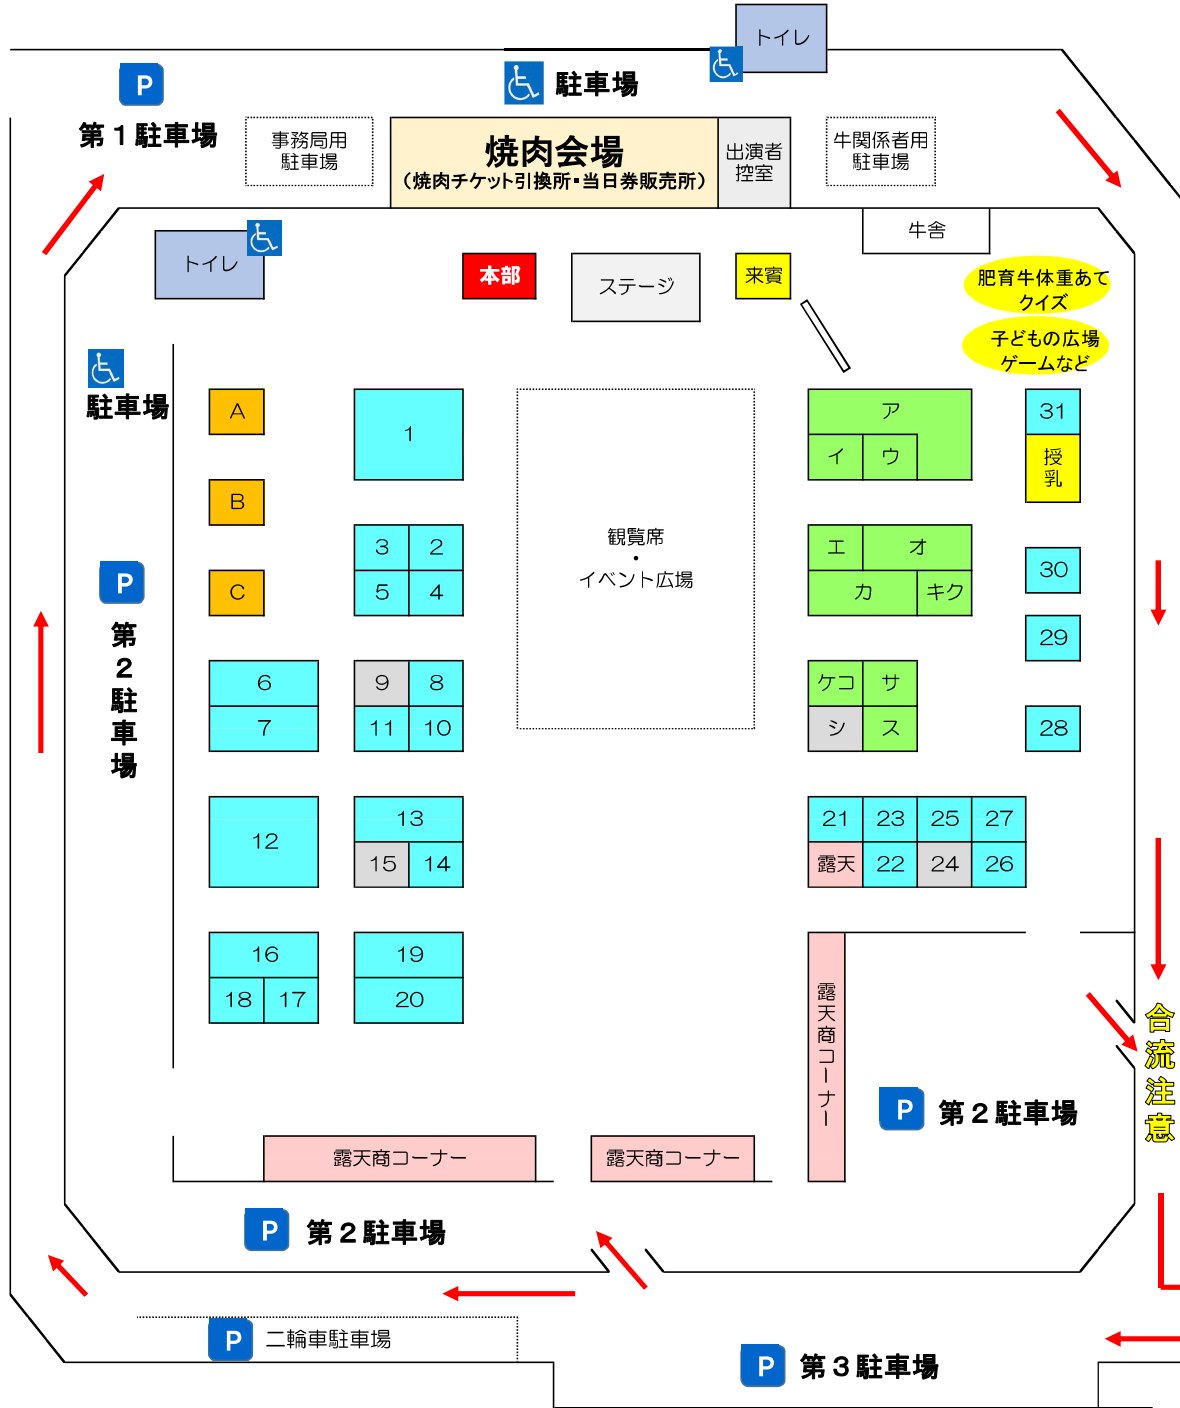 トイレ
P
駐車場
第1駐車場
事務局用
駐車場
焼肉会場
(焼肉チケット引換所・当日券販売所)
出演者
控室
牛関係者用
駐車場
牛舎
トイレ
本部
ステージ
来賓
肥育牛体重あて
クイズ
子どもの広場
ゲームなど
駐車場
A
1
ア
31
イ
ウ
授
乳
B
観覧席
・
イベント広場
3
2
エ
オ
30
P
C
5
4
カ
キク
29
第
2
駐
車
場
6
9
8
ケコ
サ
7
11
10
シ
ス
28
12
13
21
23
25
27
15
14
露天
22
24
26
16
19
18
17
20
露天商コーナー
合流注意
P
第2駐車場
露天商コーナー
露天商コーナー
P
第2駐車場
P
二輪車駐車場
P
第3駐車場